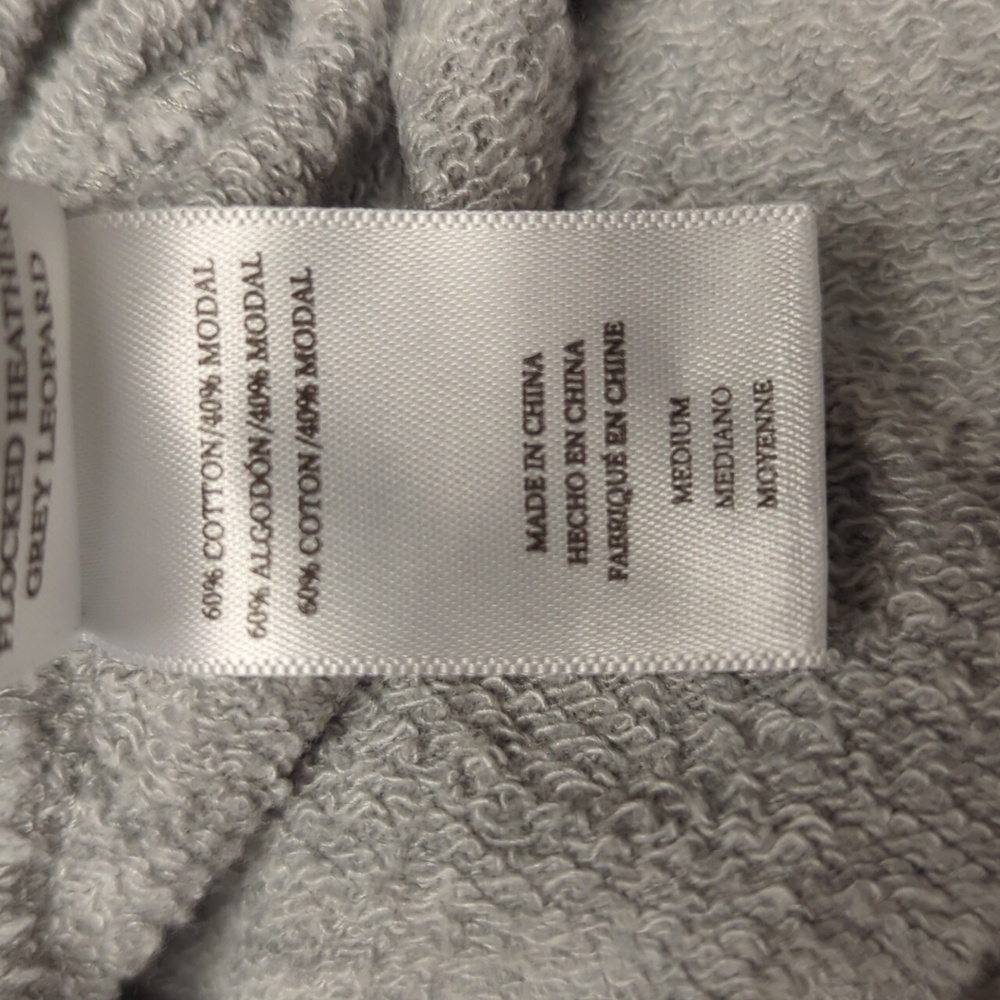 FLOCKED HEATHER
GREY LEOPARD
60% COTTON/40% MODAL
60% ALGODÓN/40% MODAL
60% COTON/40% MODAL
MADE IN CHINA
HECHO EN CHINA
FABRIQUÉ EN CHINE
MEDIUM
MEDIANO
MOYENNE